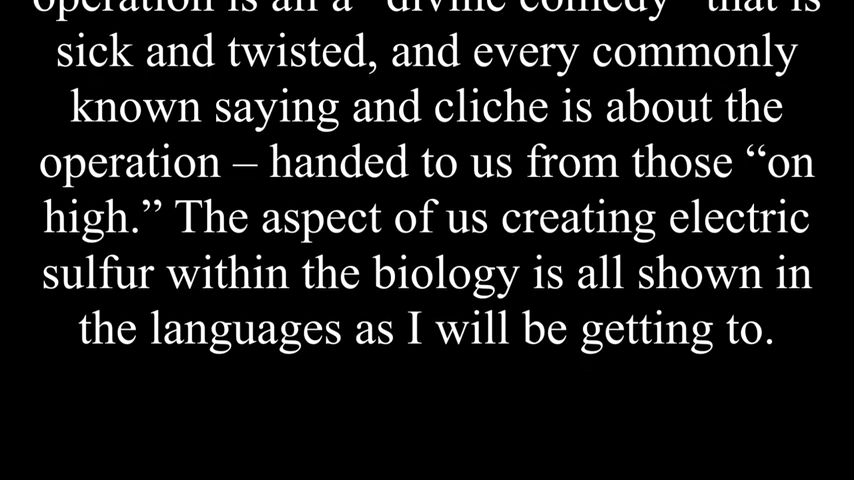 operation is all a “divine comedy” that is
sick and twisted, and every commonly
known saying and cliche is about the
operation – handed to us from those “on
high.” The aspect of us creating electric
sulfur within the biology is all shown in
the languages as I will be getting to.